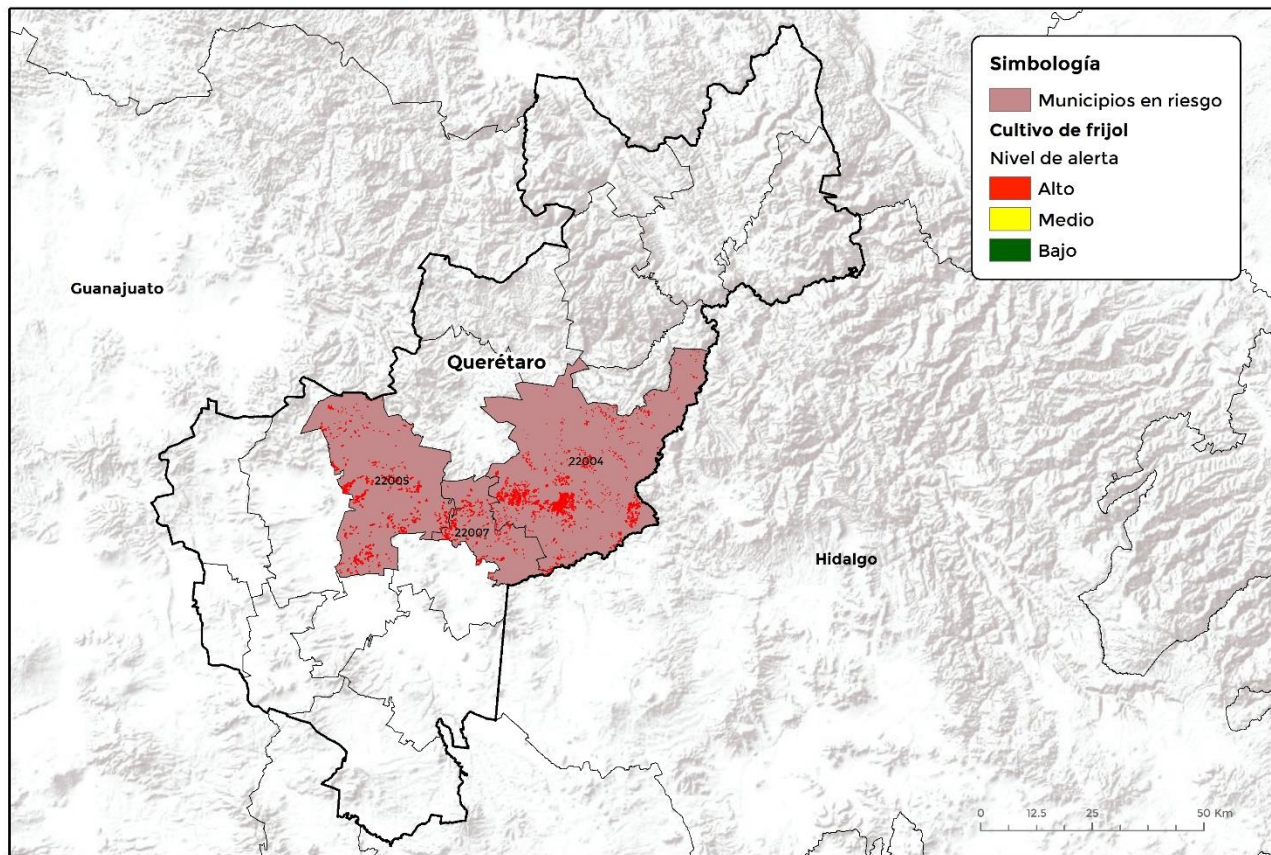 Simbología
Municipios en riesgo
Cultivo de frijol
Nivel de alerta
Alto
Medio
Bajo
Guanajuato
Querétaro
22004
22005
22007
Hidalgo
0 12.5 25 50 Km